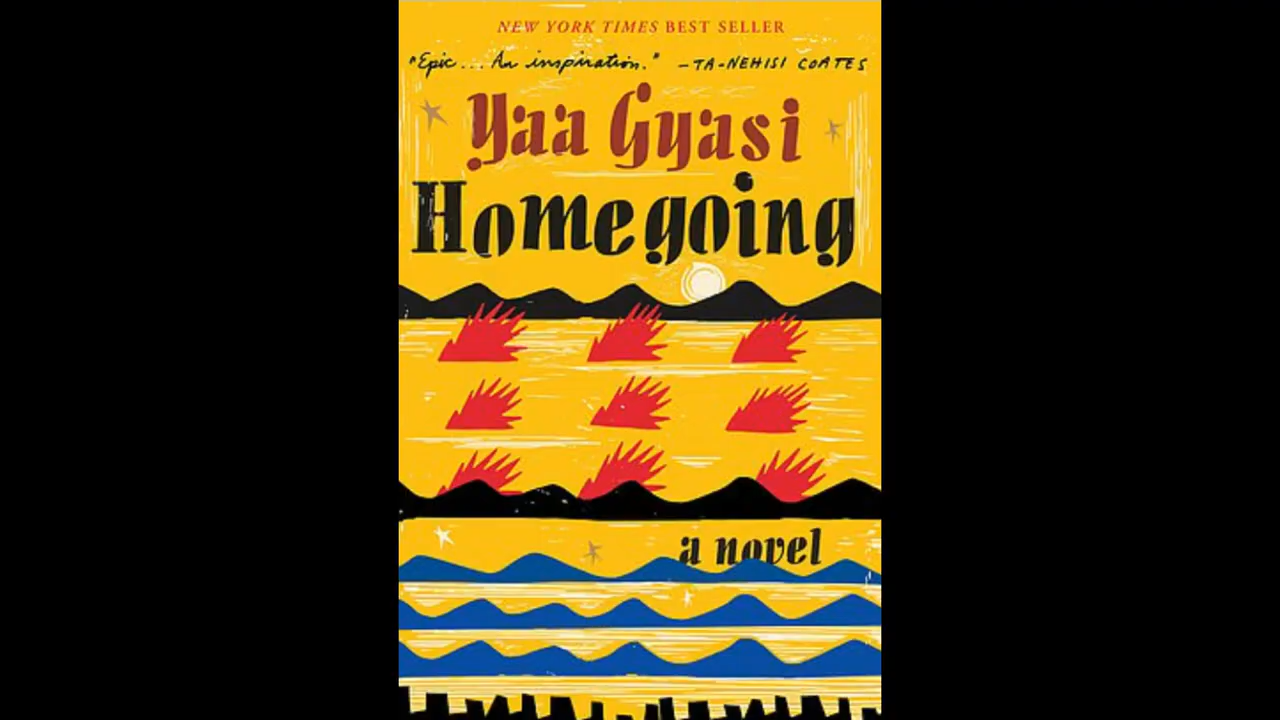 NEW YORK TIMES BEST SELLER
"Epic... An inspiration." —TA-NEHISI COATES
Yaa Gyasi
Homegoing
a novel